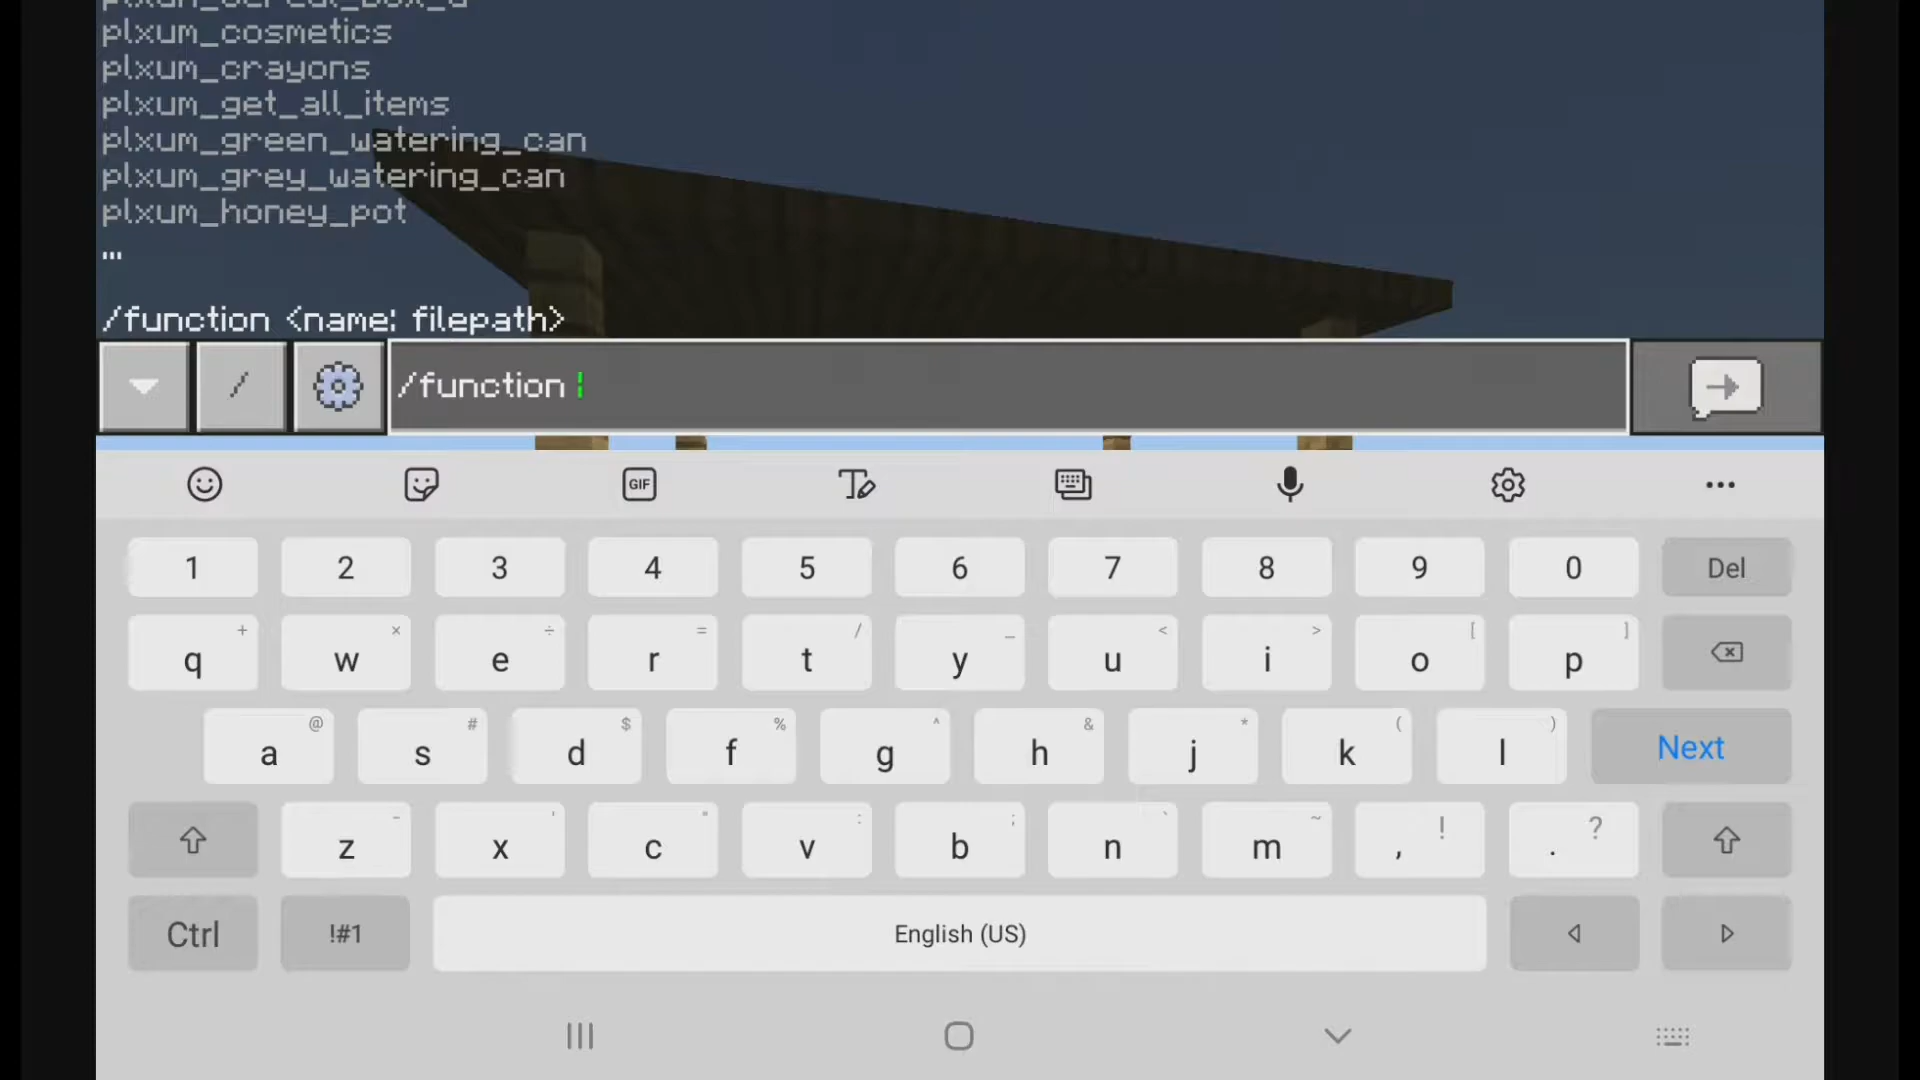 plxum_cosmetics
plxum_crayons
plxum_get_all_items
plxum_green_watering_can
plxum_grey_watering_can
plxum_honey_pot
...
/function <name: filepath>
/ /function
GIF
1 2 3 4 5 6 7 8 9 0 Del
+ × ÷ = / _ < > [ ]
q w e r t y u i o p
@ # $ % ^ & * ( )
a s d f g h j k l Next
- ' " : ; ` ~ ! ?
z x c v b n m , .
Ctrl !#1 English (US)